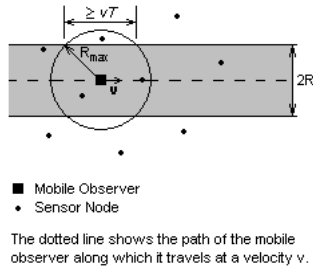 ≥ vT
Rmax
v
2R
Mobile Observer
Sensor Node
The dotted line shows the path of the mobile
observer along which it travels at a velocity v.